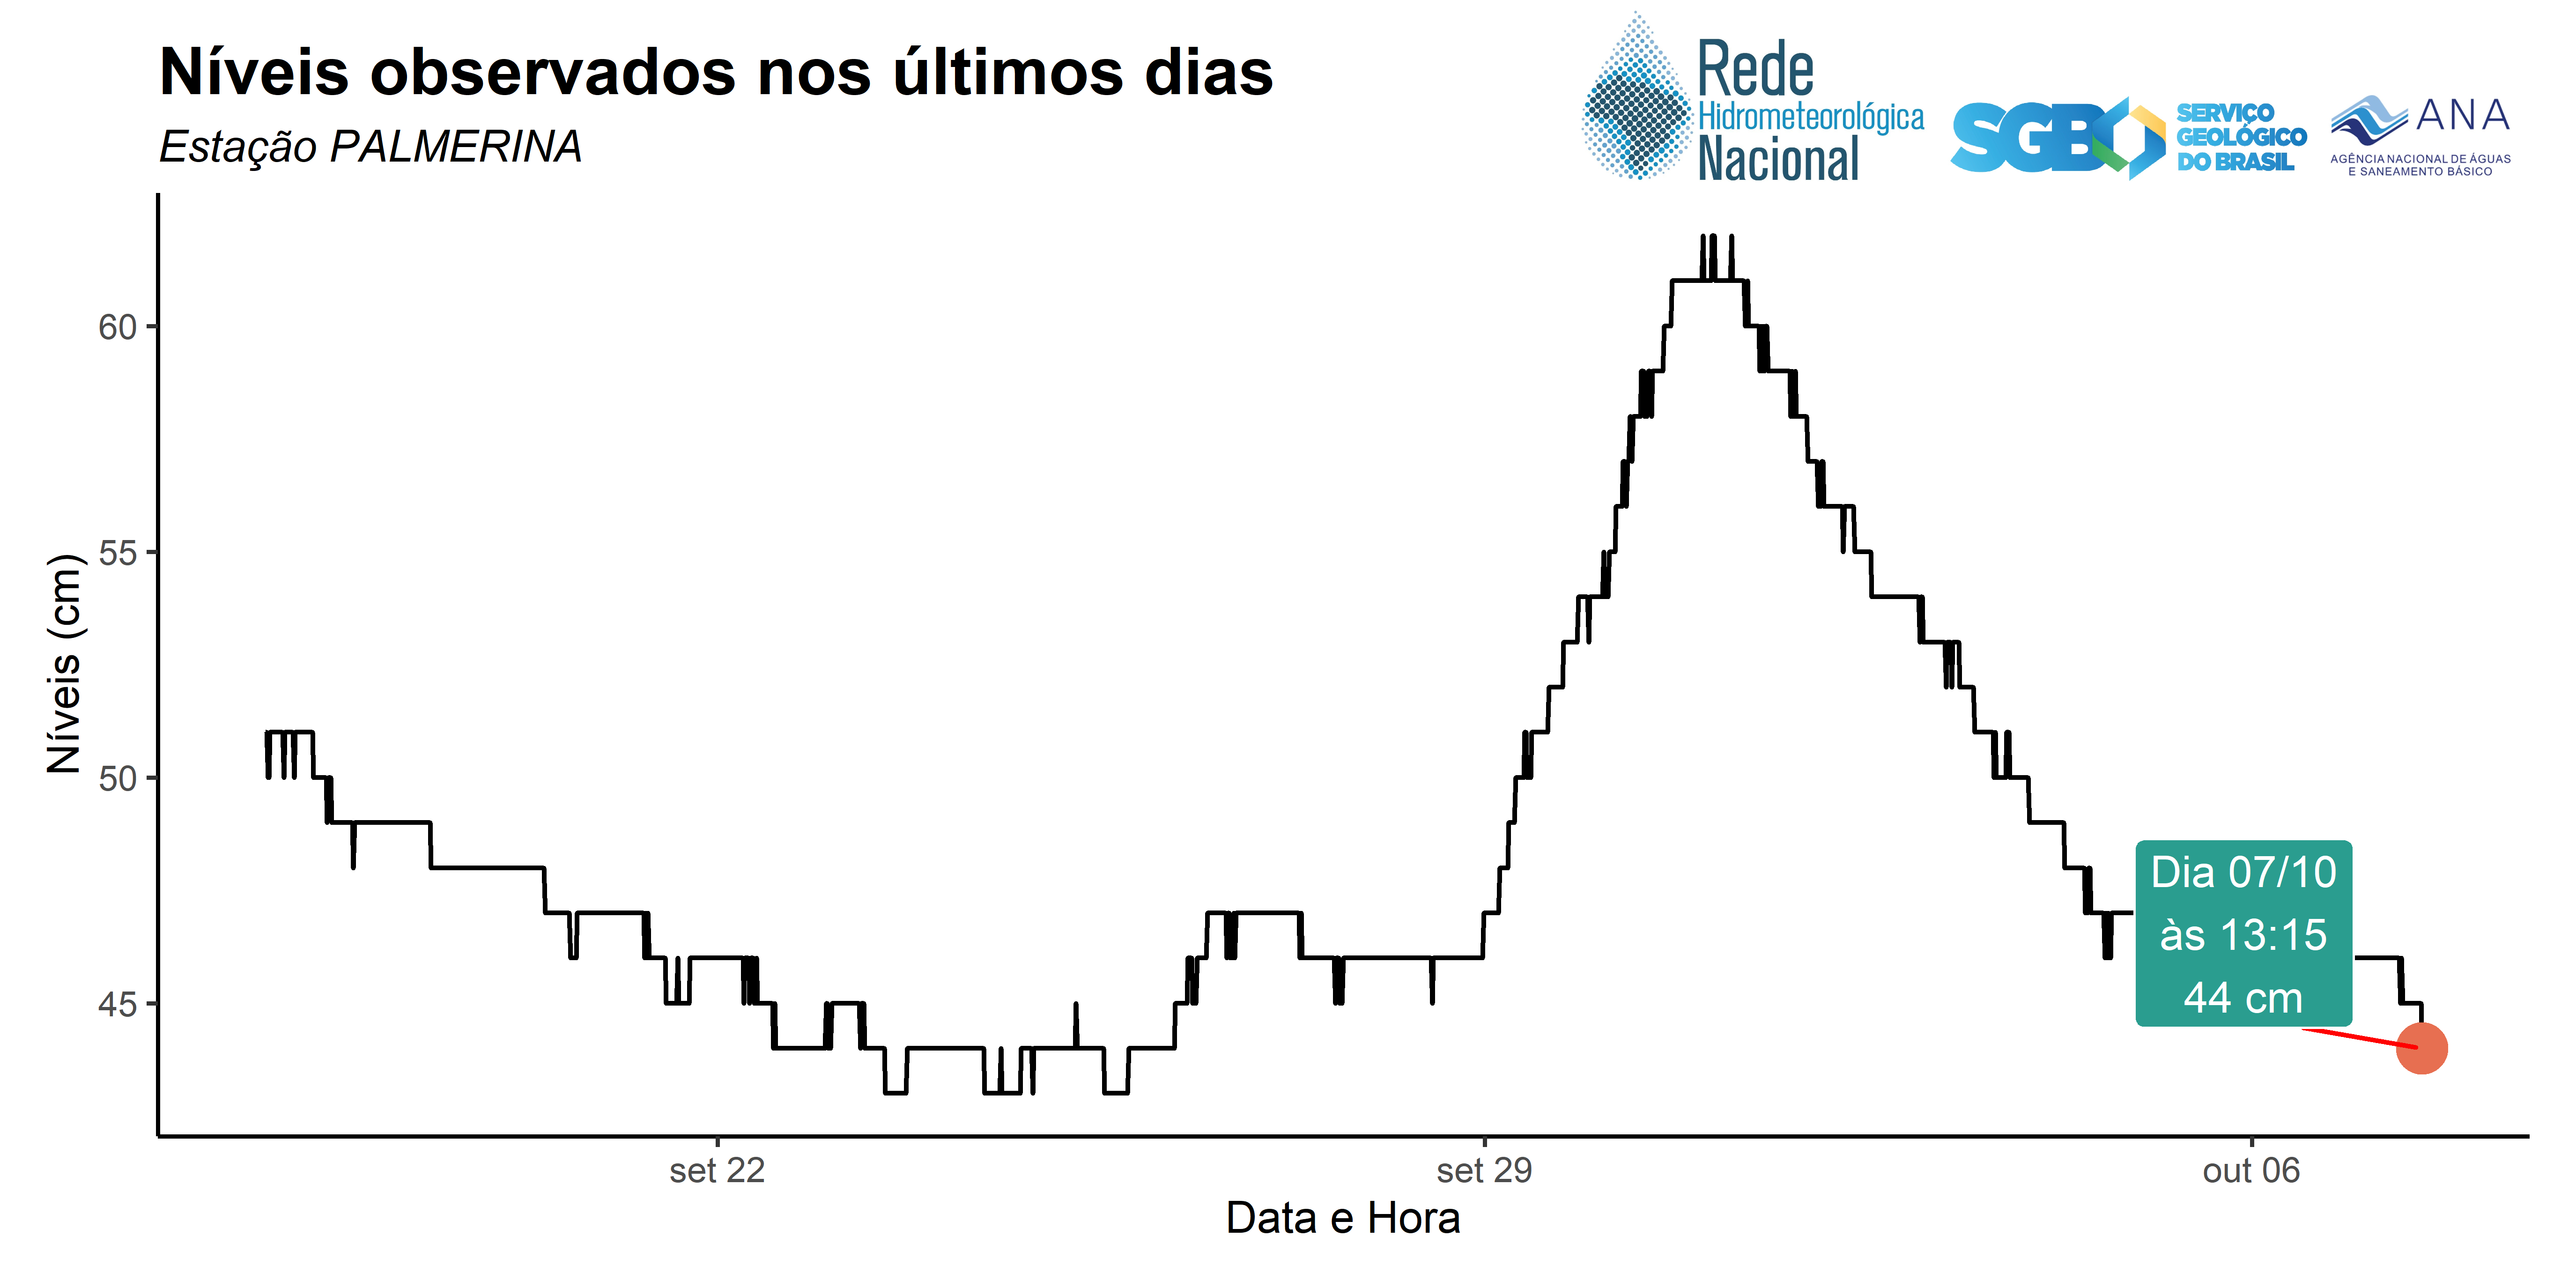 Níveis observados nos últimos dias
Estação PALMERINA
Rede
Hidrometeorológica
Nacional
SGB
SERVIÇO
GEOLÓGICO
DO BRASIL
ANA
AGÊNCIA NACIONAL DE ÁGUAS
E SANEAMENTO BÁSICO
Níveis (cm)
60
55
50
45
Dia 07/10
às 13:15
44 cm
set 22
set 29
out 06
Data e Hora